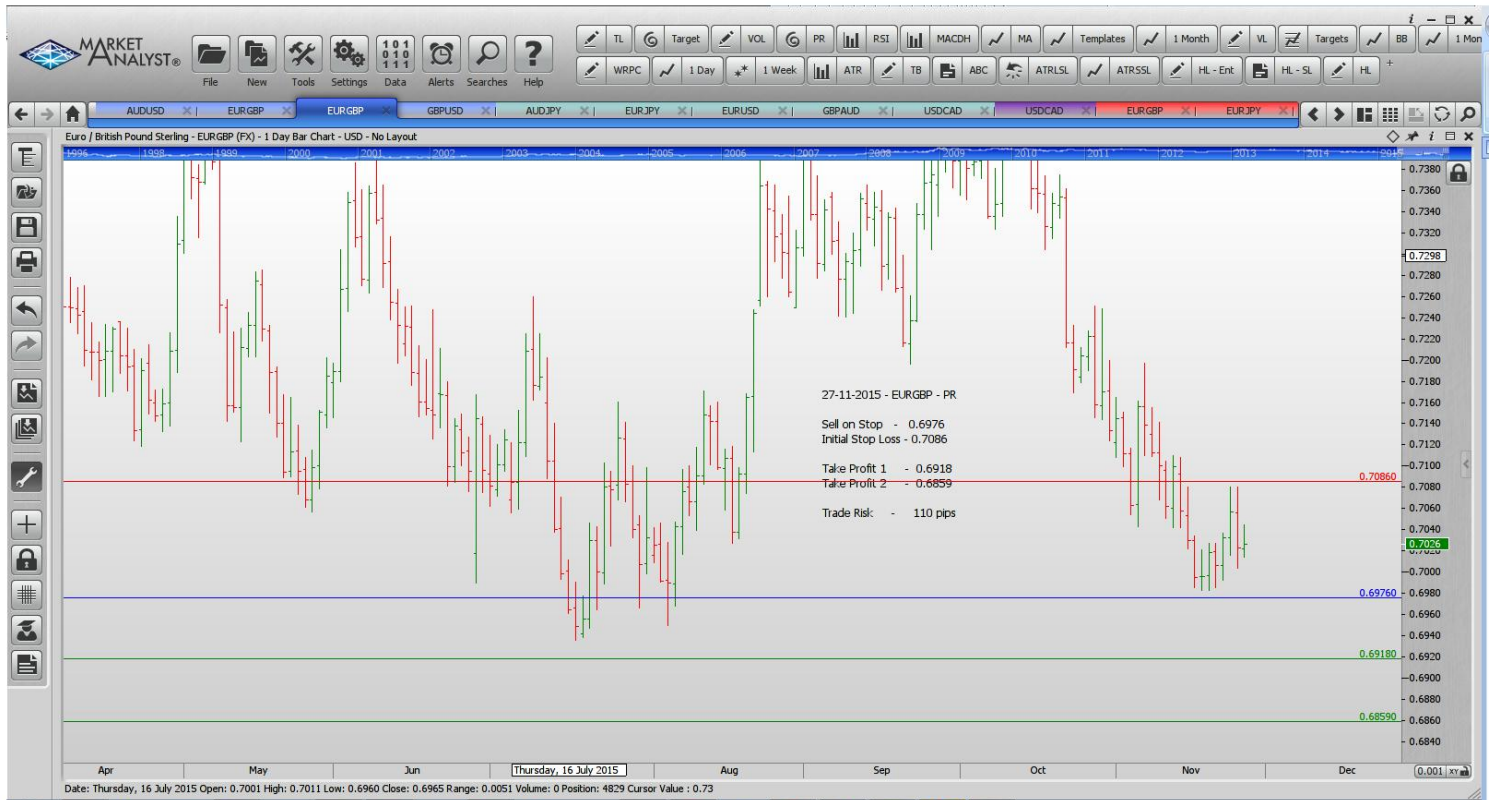 i
MARKET ANALYST®
File New Tools Settings Data Alerts Searches Help
TL Target VOL PR RSI MACDH MA Templates 1 Month VL Targets BB 1 Mon
WRPC 1 Day 1 Week ATR TB ABC ATRLSL ATRSSL HL - Ent HL - SL HL +
AUDUSD EURGBP EURGBP GBPUSD AUDJPY EURJPY EURUSD GBPAUD USDCAD USDCAD EURGBP EURJPY
Euro / British Pound Sterling - EURGBP (FX) - 1 Day Bar Chart - USD - No Layout
1996 1998 1999 2000 2001 2002 2003 2004 2005 2006 2007 2008 2009 2010 2011 2012 2013 2014 2015
0.7380
0.7360
0.7340
0.7320
0.7298
0.7280
0.7260
0.7240
0.7220
0.7200
0.7180
27-11-2015 - EURGBP - PR
0.7160
0.7140
Sell on Stop - 0.6976
Initial Stop Loss - 0.7086
0.7120
0.7100
Take Profit 1 - 0.6918
Take Profit 2 - 0.6859
0.70860
0.7080
Trade Risk - 110 pips
0.7060
0.7040
0.7026
0.7020
0.7000
0.69760
0.6980
0.6960
0.6940
0.69180
0.6920
0.6900
0.6880
0.68590
0.6860
0.6840
Apr May Jun Thursday, 16 July 2015 Aug Sep Oct Nov Dec 0.001 XY
Date: Thursday, 16 July 2015 Open: 0.7001 High: 0.7011 Low: 0.6960 Close: 0.6965 Range: 0.0051 Volume: 0 Position: 4829 Cursor Value : 0.73